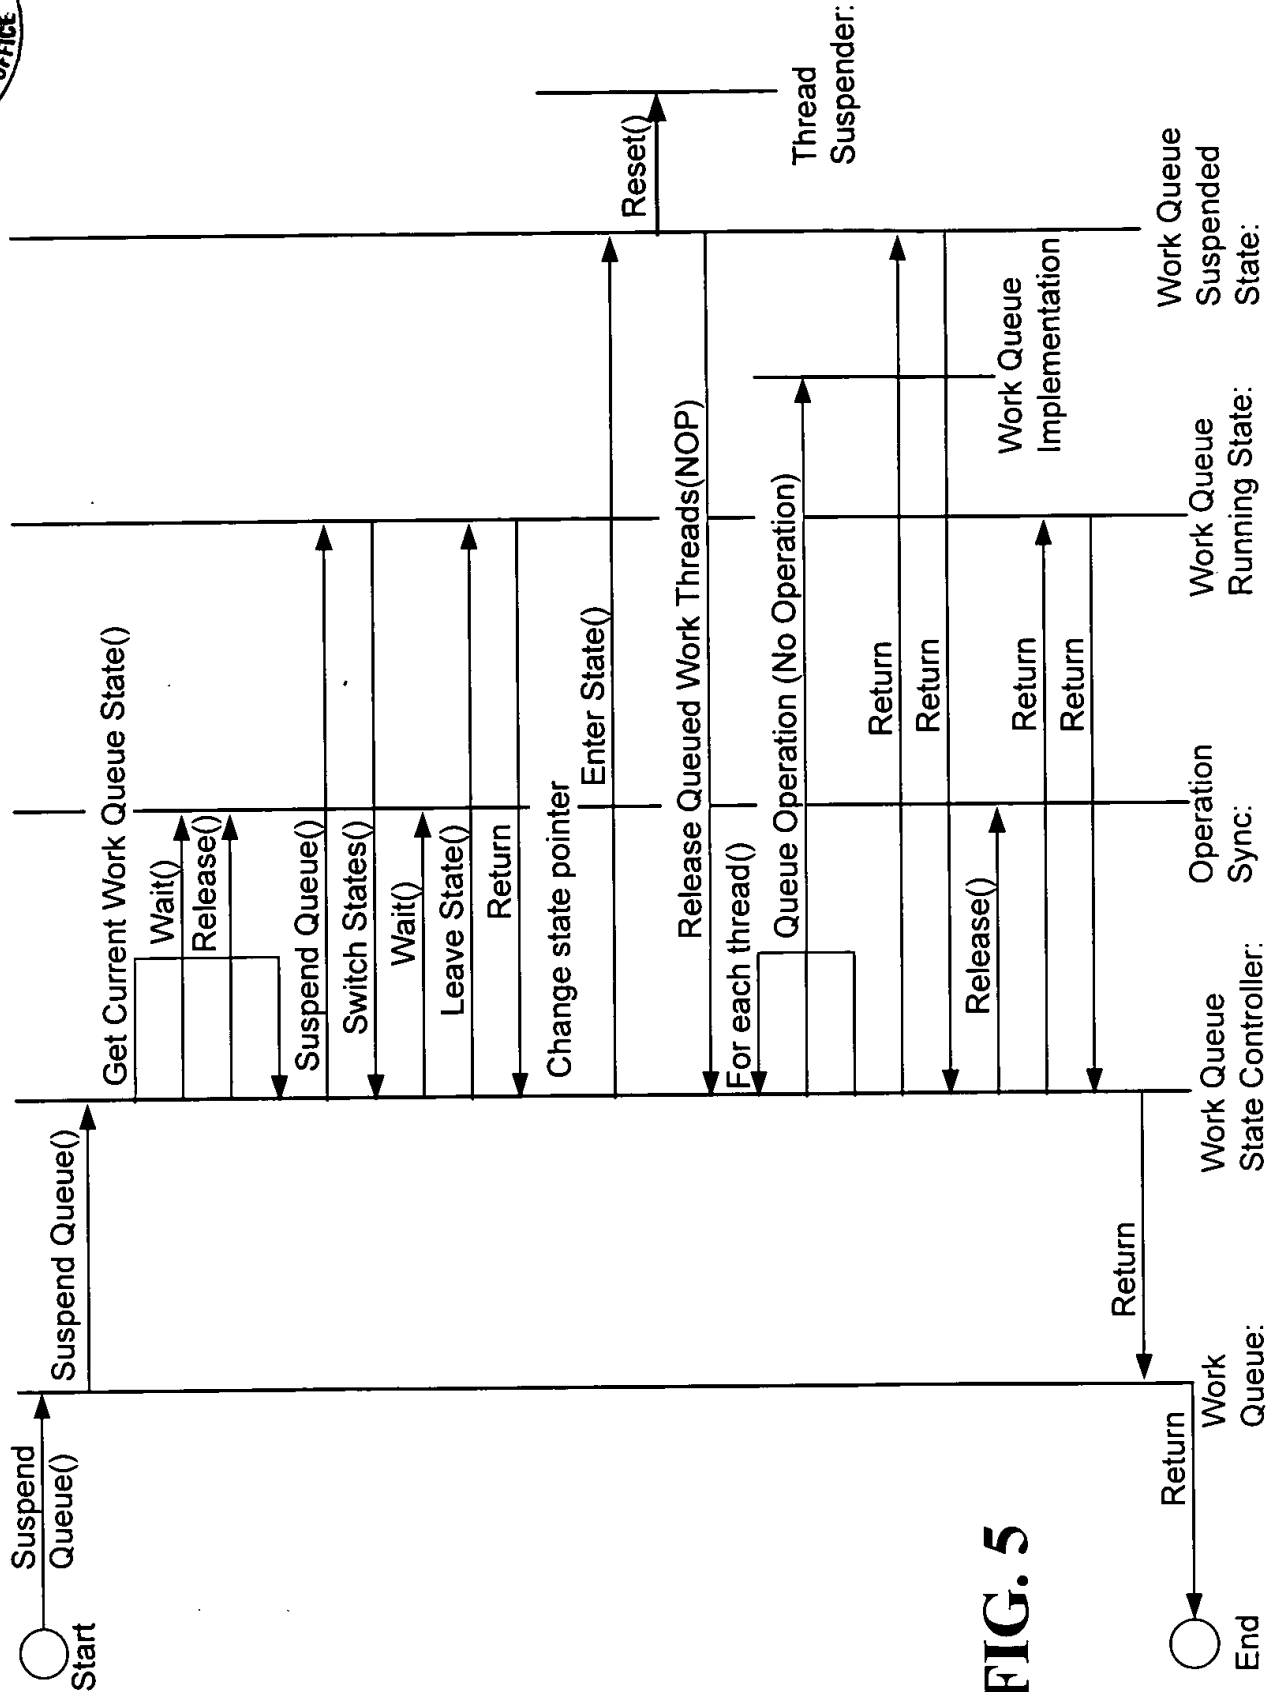 OFFICE
Suspend
Queue()
Start
Suspend Queue()
Get Current Work Queue State()
Wait()
Release()
Suspend Queue()
Switch States()
Wait()
Leave State()
Return
Change state pointer
Enter State()
Reset()
Thread
Suspender:
Release Queued Work Threads(NOP)
For each thread()
Queue Operation (No Operation)
Work Queue
Implementation
Return
Return
Release()
Return
Return
Return
Return
End
Work
Queue:
Work Queue
State Controller:
Operation
Sync:
Work Queue
Running State:
Work Queue
Suspended
State:
FIG. 5